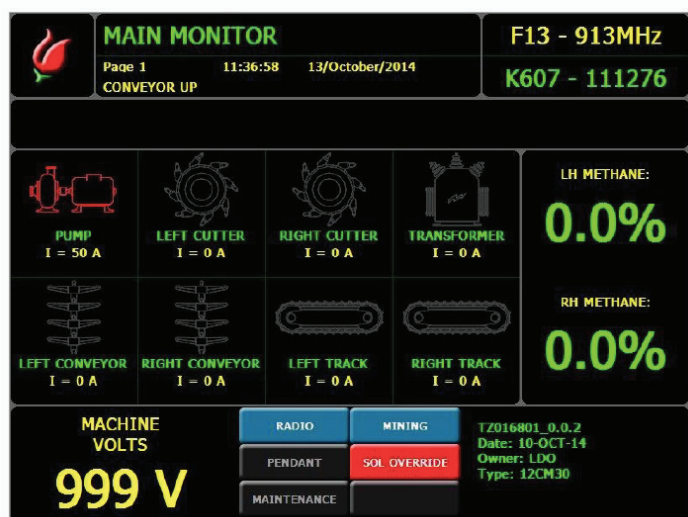 MAIN MONITOR
Page 1 11:36:58 13/October/2014
CONVEYOR UP
F13 - 913MHz
K607 - 111276
PUMP
I = 50 A
LEFT CUTTER
I = 0 A
RIGHT CUTTER
I = 0 A
TRANSFORMER
I = 0 A
LEFT CONVEYOR
I = 0 A
RIGHT CONVEYOR
I = 0 A
LEFT TRACK
I = 0 A
RIGHT TRACK
I = 0 A
LH METHANE:
0.0%
RH METHANE:
0.0%
MACHINE
VOLTS
999 V
RADIO
MINING
PENDANT
SOL OVERRIDE
MAINTENANCE
TZ016801_0.0.2
Date: 10-OCT-14
Owner: LDO
Type: 12CM30